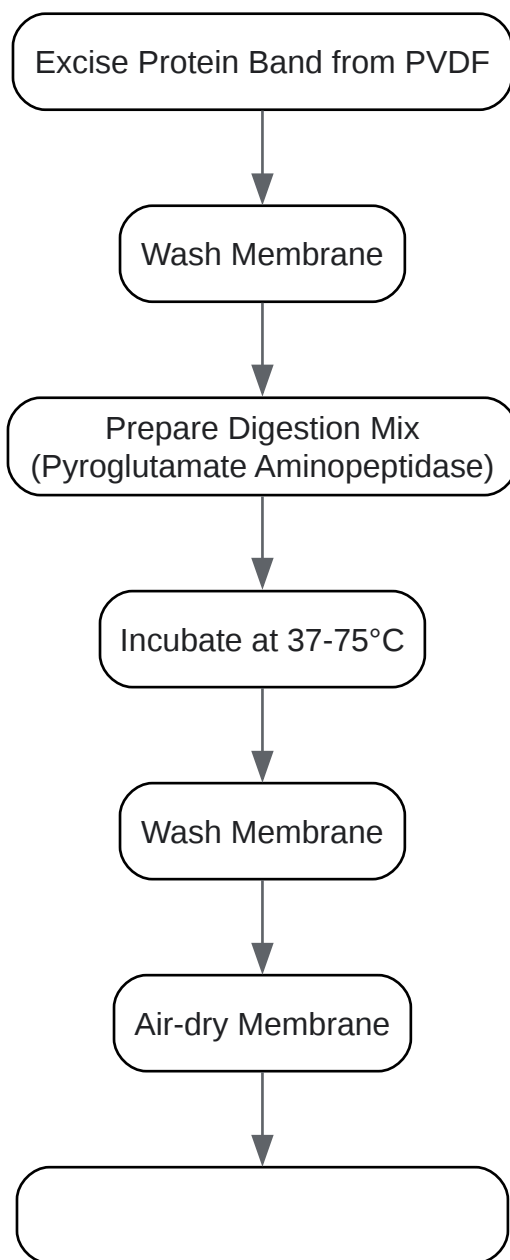 Excise Protein Band from PVDF
Wash Membrane
Prepare Digestion Mix
(Pyroglutamate Aminopeptidase)
Incubate at 37-75°C
Wash Membrane
Air-dry Membrane